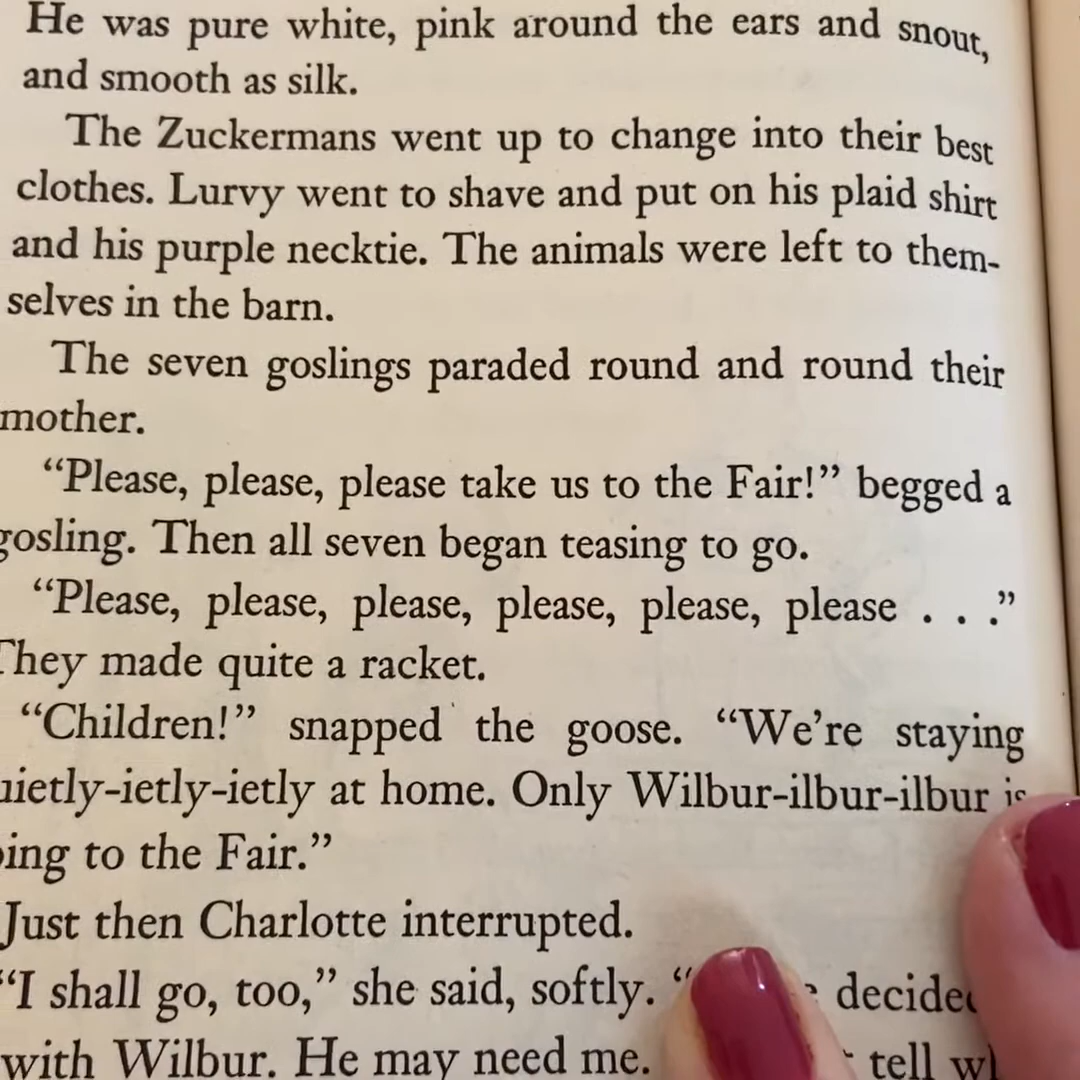 He was pure white, pink around the ears and snout,
and smooth as silk.
The Zuckermans went up to change into their best
clothes. Lurvy went to shave and put on his plaid shirt
and his purple necktie. The animals were left to them-
selves in the barn.
The seven goslings paraded round and round their
mother.
“Please, please, please take us to the Fair!” begged a
gosling. Then all seven began teasing to go.
“Please, please, please, please, please, please . . .”
They made quite a racket.
“Children!” snapped the goose. “We’re staying
uietly-ietly-ietly at home. Only Wilbur-ilbur-ilbur is
oing to the Fair.”
Just then Charlotte interrupted.
“I shall go, too,” she said, softly. “ decided
with Wilbur. He may need me. tell